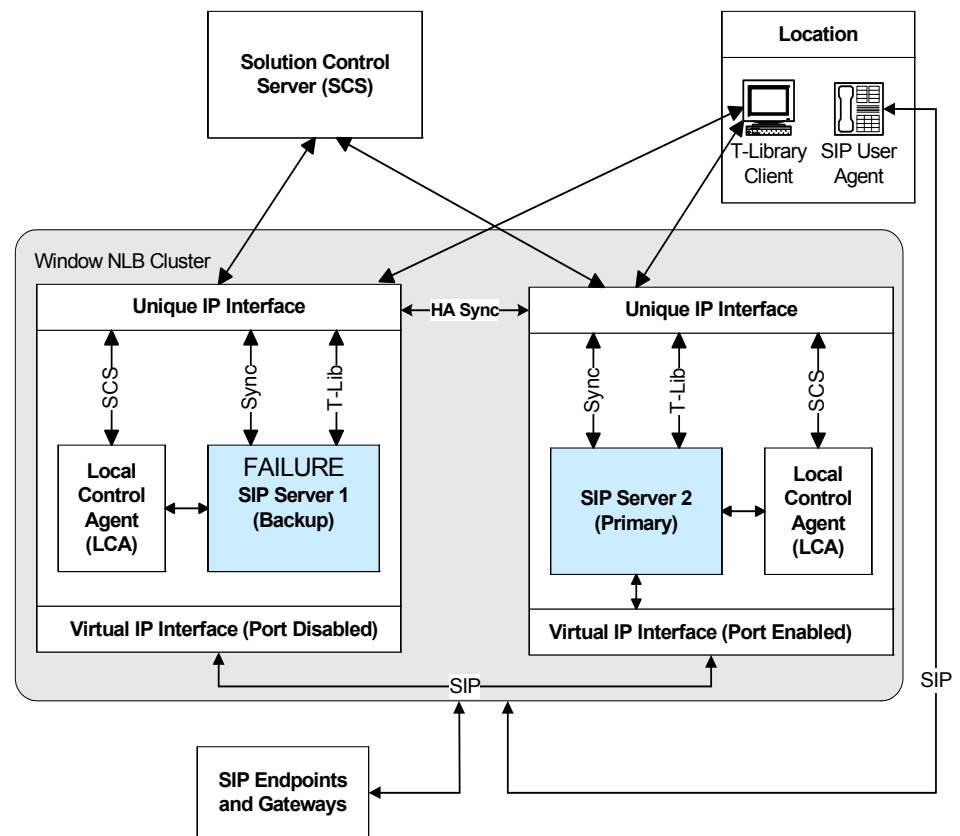 Solution Control
Server (SCS)
Location
T-Library
Client
SIP User
Agent
Window NLB Cluster
Unique IP Interface
HA Sync
Unique IP Interface
SCS
Sync
T-Lib
Sync
T-Lib
SCS
Local
Control
Agent
(LCA)
FAILURE
SIP Server 1
(Backup)
SIP Server 2
(Primary)
Local
Control
Agent
(LCA)
Virtual IP Interface (Port Disabled)
Virtual IP Interface (Port Enabled)
SIP
SIP
SIP Endpoints
and Gateways